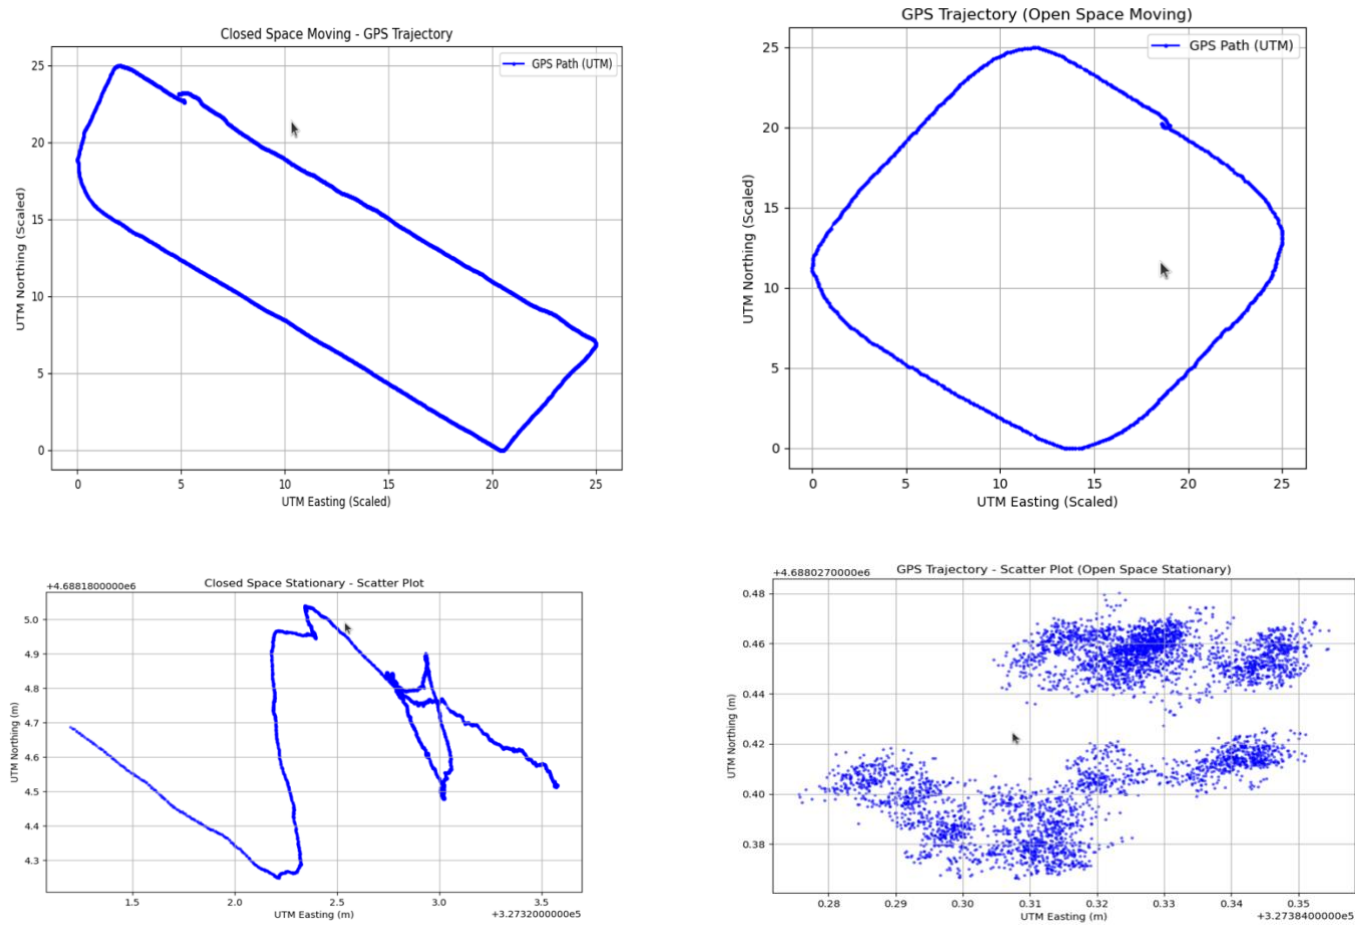 Closed Space Moving - GPS Trajectory
GPS Path (UTM)
UTM Northing (Scaled)
25
20
15
10
5
0
0 5 10 15 20 25
UTM Easting (Scaled)
GPS Trajectory (Open Space Moving)
GPS Path (UTM)
UTM Northing (Scaled)
25
20
15
10
5
0
0 5 10 15 20 25
UTM Easting (Scaled)
+4.6881800000e6
Closed Space Stationary - Scatter Plot
UTM Northing (m)
5.0
4.9
4.8
4.7
4.6
4.5
4.4
4.3
1.5 2.0 2.5 3.0 3.5
UTM Easting (m)
+3.2732000000e5
+4.6880270000e6
GPS Trajectory - Scatter Plot (Open Space Stationary)
UTM Northing (m)
0.48
0.46
0.44
0.42
0.40
0.38
0.28 0.29 0.30 0.31 0.32 0.33 0.34 0.35
UTM Easting (m)
+3.2738400000e5